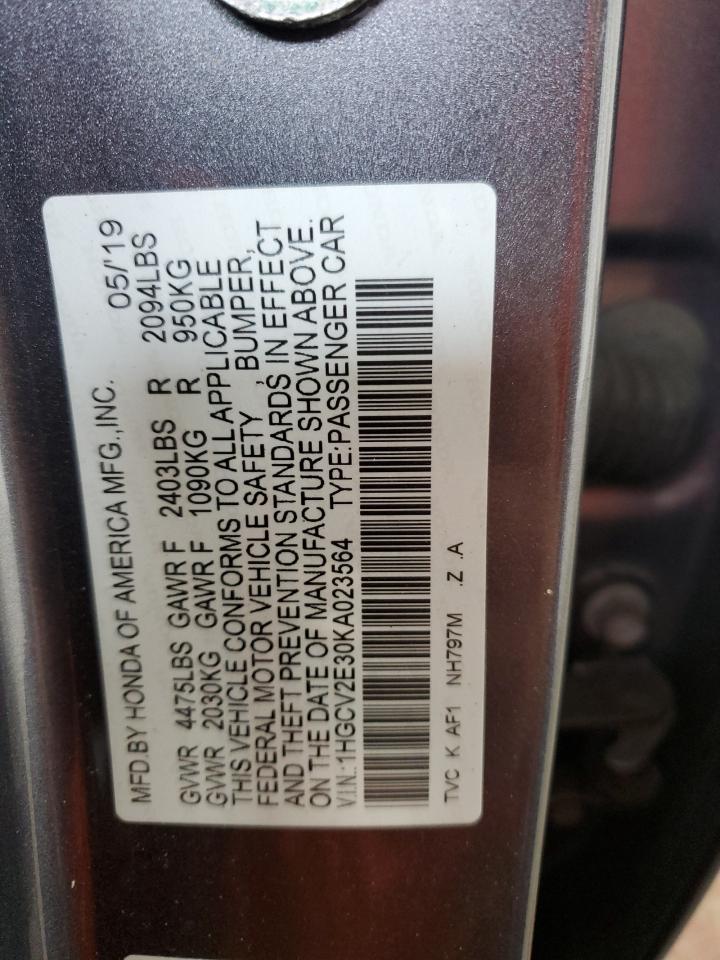 MFD.BY HONDA OF AMERICA MFG.,INC. 05/'19
GVWR 4475LBS GAWR F 2403LBS R 2094LBS
GVWR 2030KG GAWR F 1090KG R 950KG
THIS VEHICLE CONFORMS TO ALL APPLICABLE
FEDERAL MOTOR VEHICLE SAFETY , BUMPER,
AND THEFT PREVENTION STANDARDS IN EFFECT
ON THE DATE OF MANUFACTURE SHOWN ABOVE.
V.I.N.:1HGCV2E30KA023564 TYPE:PASSENGER CAR
TVC K AF1 NH797M .Z .A